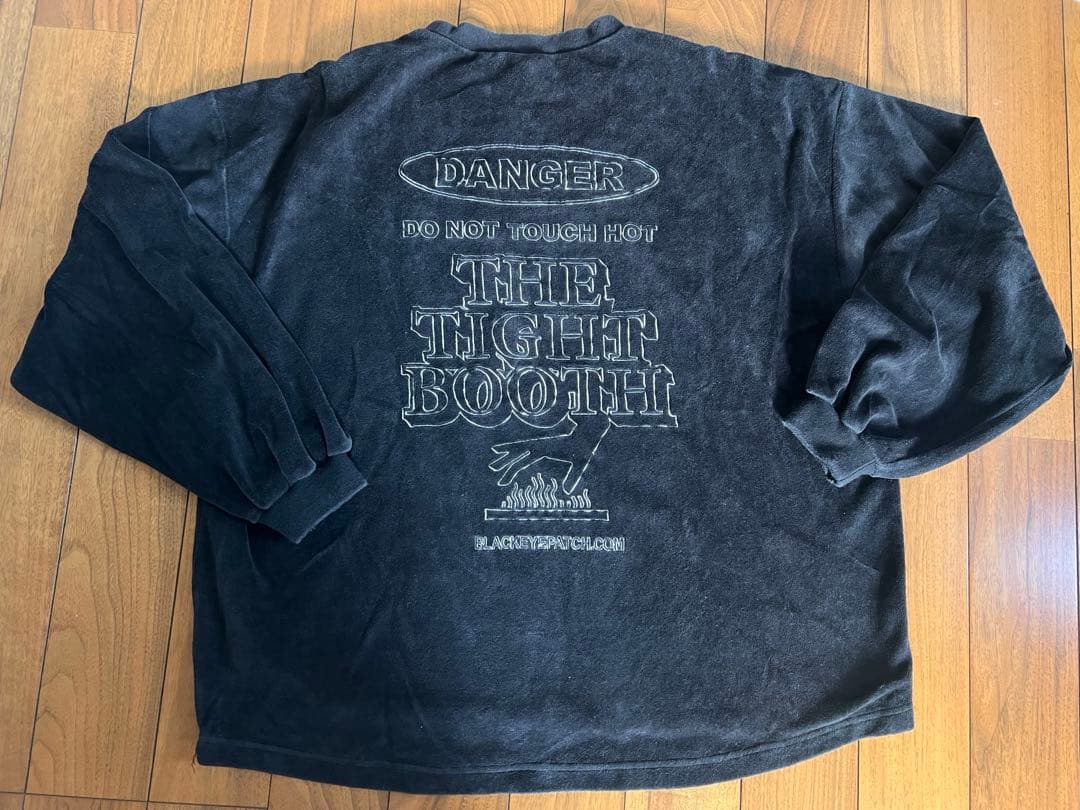 DANGER
DO NOT TOUCH HOT
THE
TIGHT
BOOTH
BLACKEYEPATCH.COM